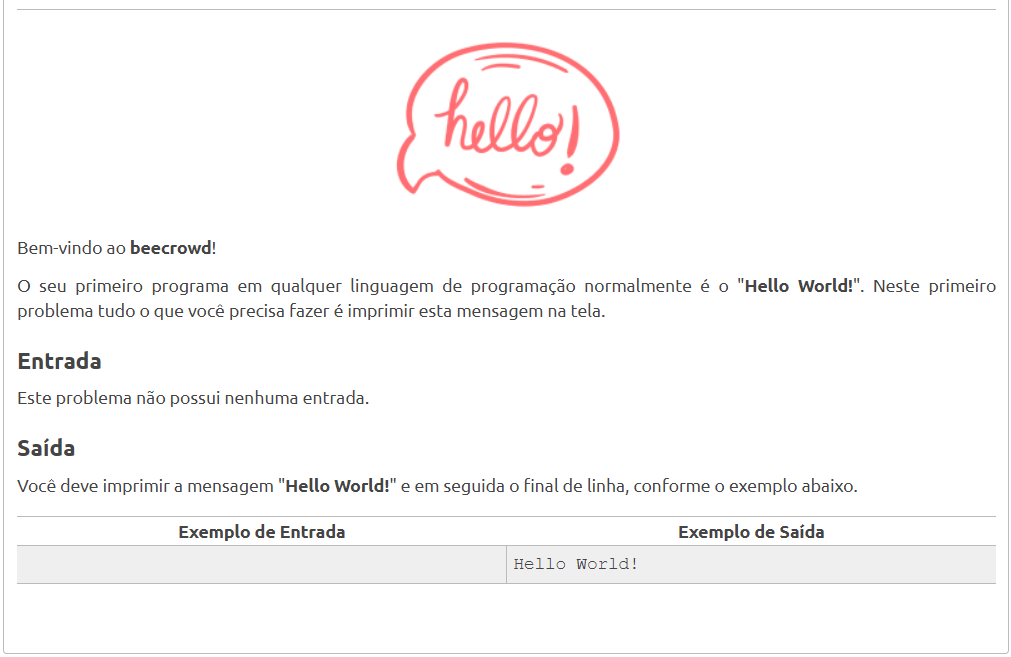 hello!
Bem-vindo ao beecrowd!
O seu primeiro programa em qualquer linguagem de programação normalmente é o "Hello World!". Neste primeiro
problema tudo o que você precisa fazer é imprimir esta mensagem na tela.
Entrada
Este problema não possui nenhuma entrada.
Saída
Você deve imprimir a mensagem "Hello World!" e em seguida o final de linha, conforme o exemplo abaixo.
Exemplo de Entrada Exemplo de Saída
Hello World!